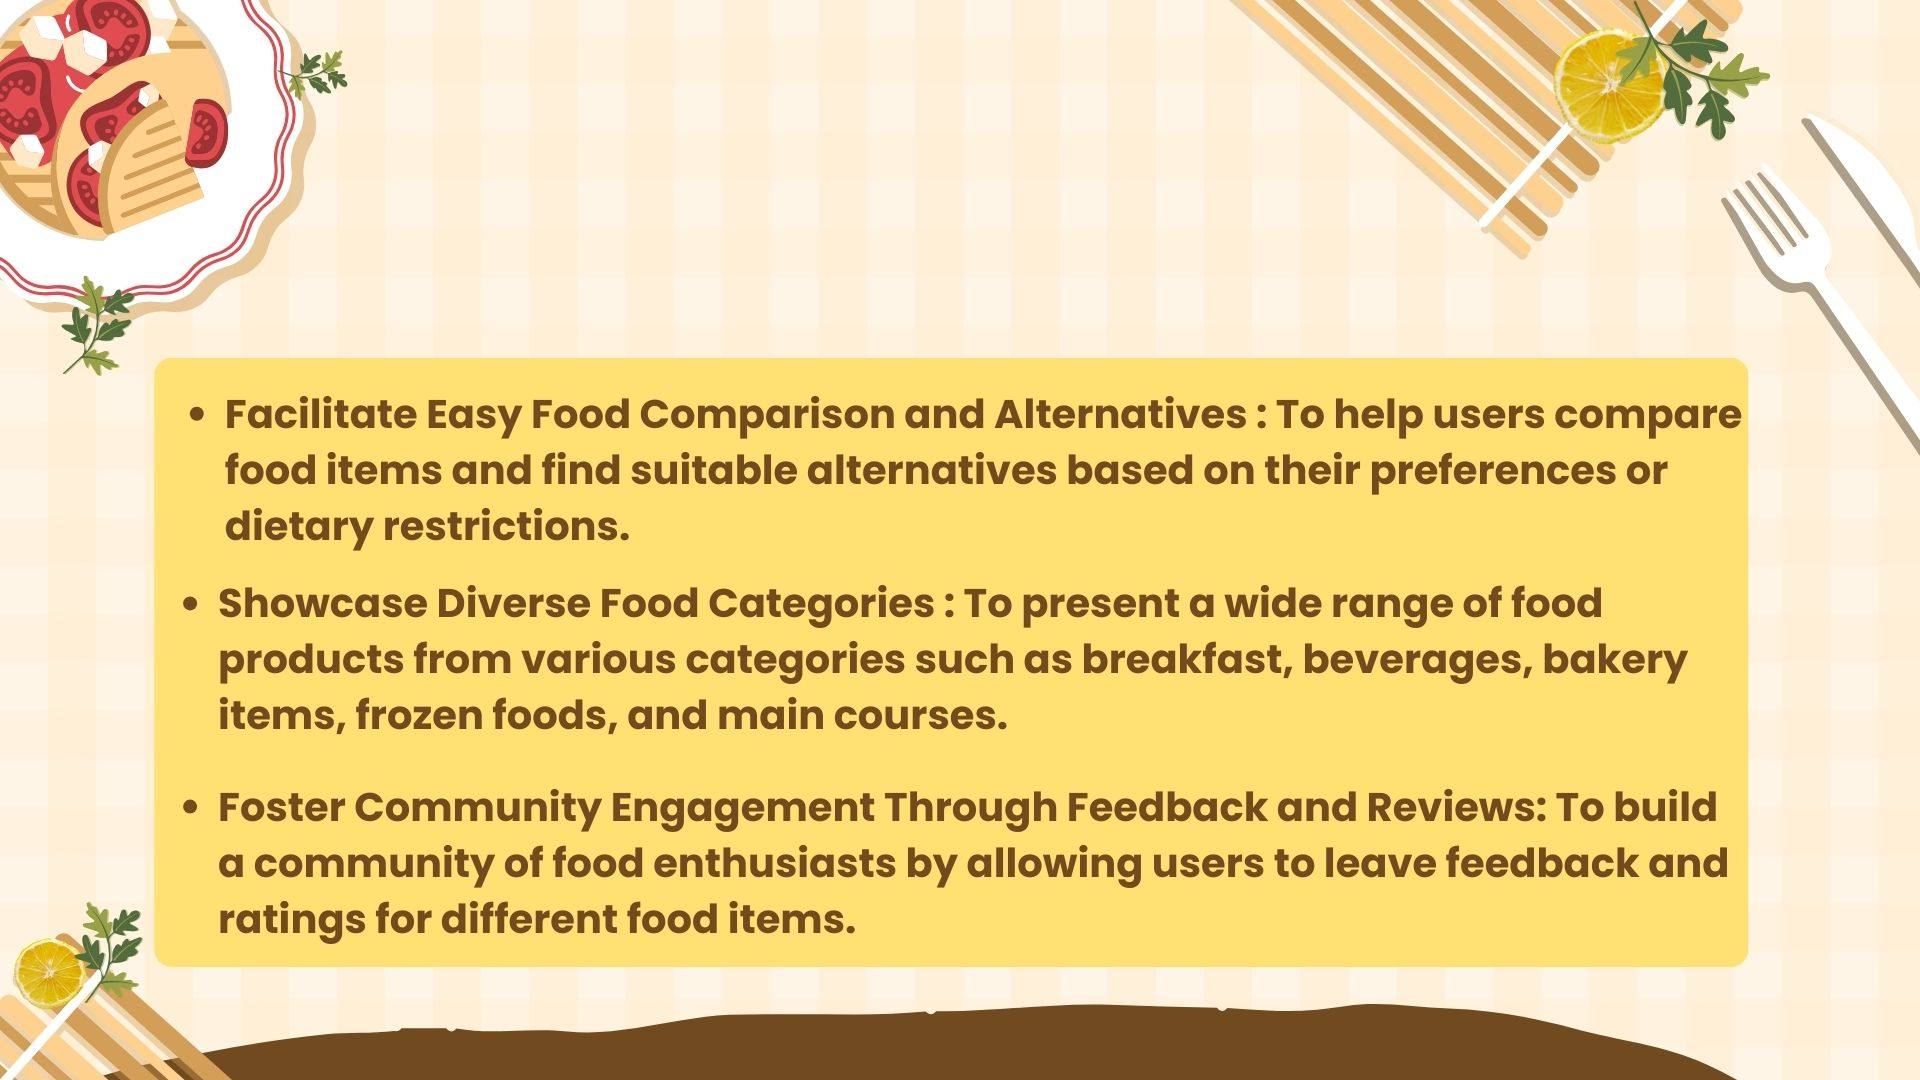 • Facilitate Easy Food Comparison and Alternatives : To help users compare
food items and find suitable alternatives based on their preferences or
dietary restrictions.
• Showcase Diverse Food Categories : To present a wide range of food
products from various categories such as breakfast, beverages, bakery
items, frozen foods, and main courses.
• Foster Community Engagement Through Feedback and Reviews: To build
a community of food enthusiasts by allowing users to leave feedback and
ratings for different food items.